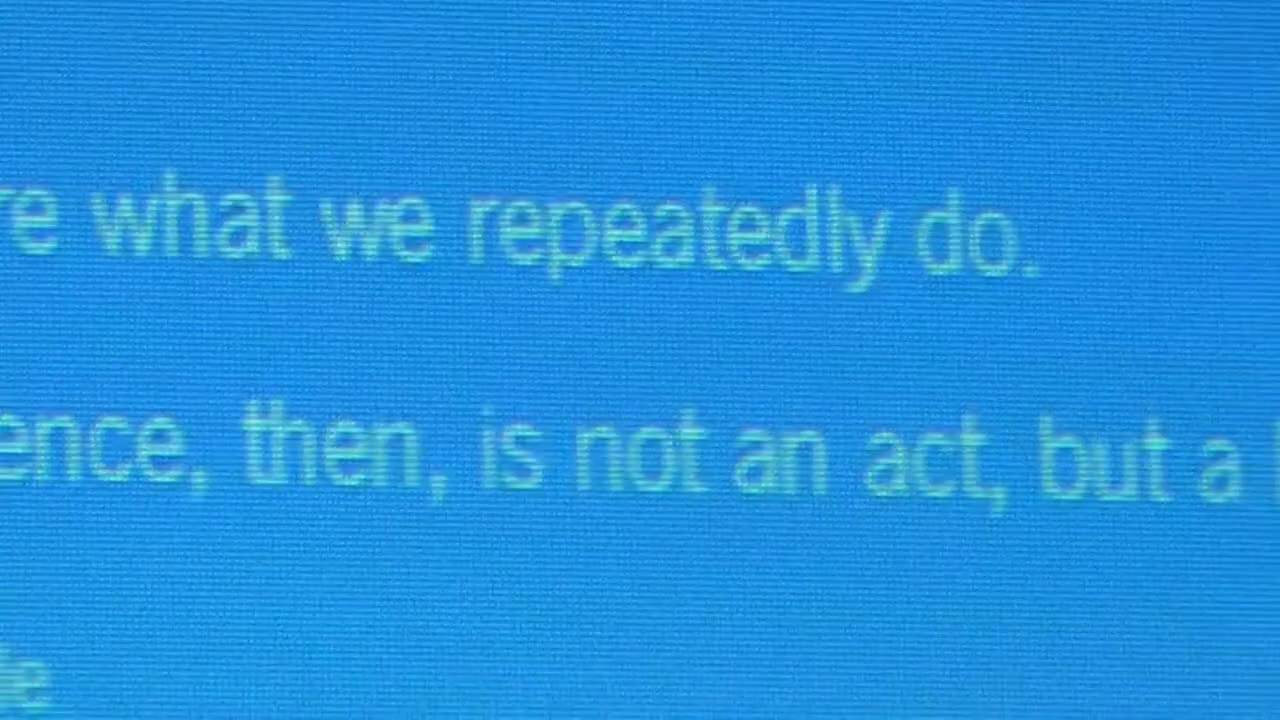 re what we repeatedly do.
ence, then, is not an act, but a